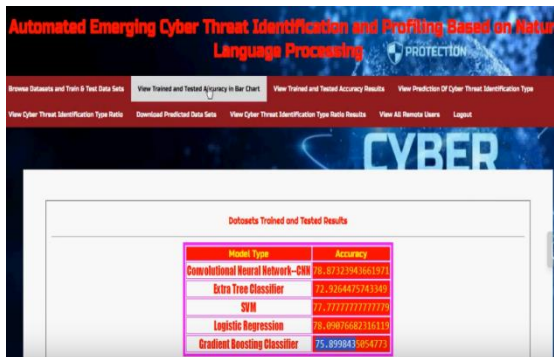 Automated Emerging Cyber Threat Identification and Profiling Based on Natur
Language Processing
PROTECTION
Browse Datasets and Train & Test Data Sets View Trained and Tested Accuracy in Bar Chart View Trained and Tested Accuracy Results View Prediction Of Cyber Threat Identification Type
View Cyber Threat Identification Type Ratio Download Predicted Data Sets View Cyber Threat Identification Type Ratio Results View All Remote Users Logout
CYBER
Datasets Trained and Tested Results
Model Type Accuracy
Convolutional Neural Network--CNN 78.87323943661971
Extra Tree Classifier 72.9264475743349
SVM 77.77777777777779
Logistic Regression 78.09076682316119
Gradient Boosting Classifier 75.8998435054773